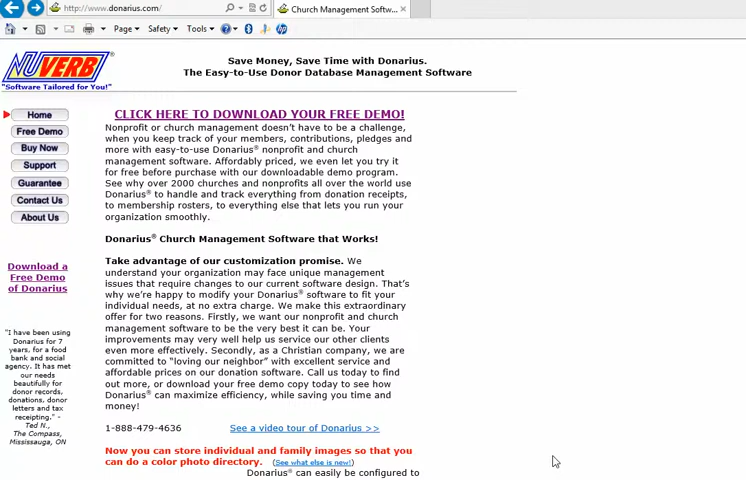 http://www.donarius.com/
Church Management Softw...
Page
Safety
Tools
NUVERB®
"Software Tailored for You!"
Save Money, Save Time with Donarius.
The Easy-to-Use Donor Database Management Software
Home
Free Demo
Buy Now
Support
Guarantee
Contact Us
About Us
Download a
Free Demo
of Donarius
"I have been using
Donarius for 7
years, for a food
bank and social
agency. It has met
our needs
beautifully for
donor records,
donations, donor
letters and tax
receipting." -
Ted N.,
The Compass,
Mississauga, ON
CLICK HERE TO DOWNLOAD YOUR FREE DEMO!
Nonprofit or church management doesn't have to be a challenge,
when you keep track of your members, contributions, pledges and
more with easy-to-use Donarius® nonprofit and church
management software. Affordably priced, we even let you try it
for free before purchase with our downloadable demo program.
See why over 2000 churches and nonprofits all over the world use
Donarius® to handle and track everything from donation receipts,
to membership rosters, to everything else that lets you run your
organization smoothly.
Donarius® Church Management Software that Works!
Take advantage of our customization promise. We
understand your organization may face unique management
issues that require changes to our current software design. That's
why we're happy to modify your Donarius® software to fit your
individual needs, at no extra charge. We make this extraordinary
offer for two reasons. Firstly, we want our nonprofit and church
management software to be the very best it can be. Your
improvements may very well help us service our other clients
even more effectively. Secondly, as a Christian company, we are
committed to "loving our neighbor" with excellent service and
affordable prices on our donation software. Call us today to find
out more, or download your free demo copy today to see how
Donarius® can maximize efficiency, while saving you time and
money!
1-888-479-4636
See a video tour of Donarius >>
Now you can store individual and family images so that you
can do a color photo directory. (See what else is new!)
Donarius® can easily be configured to